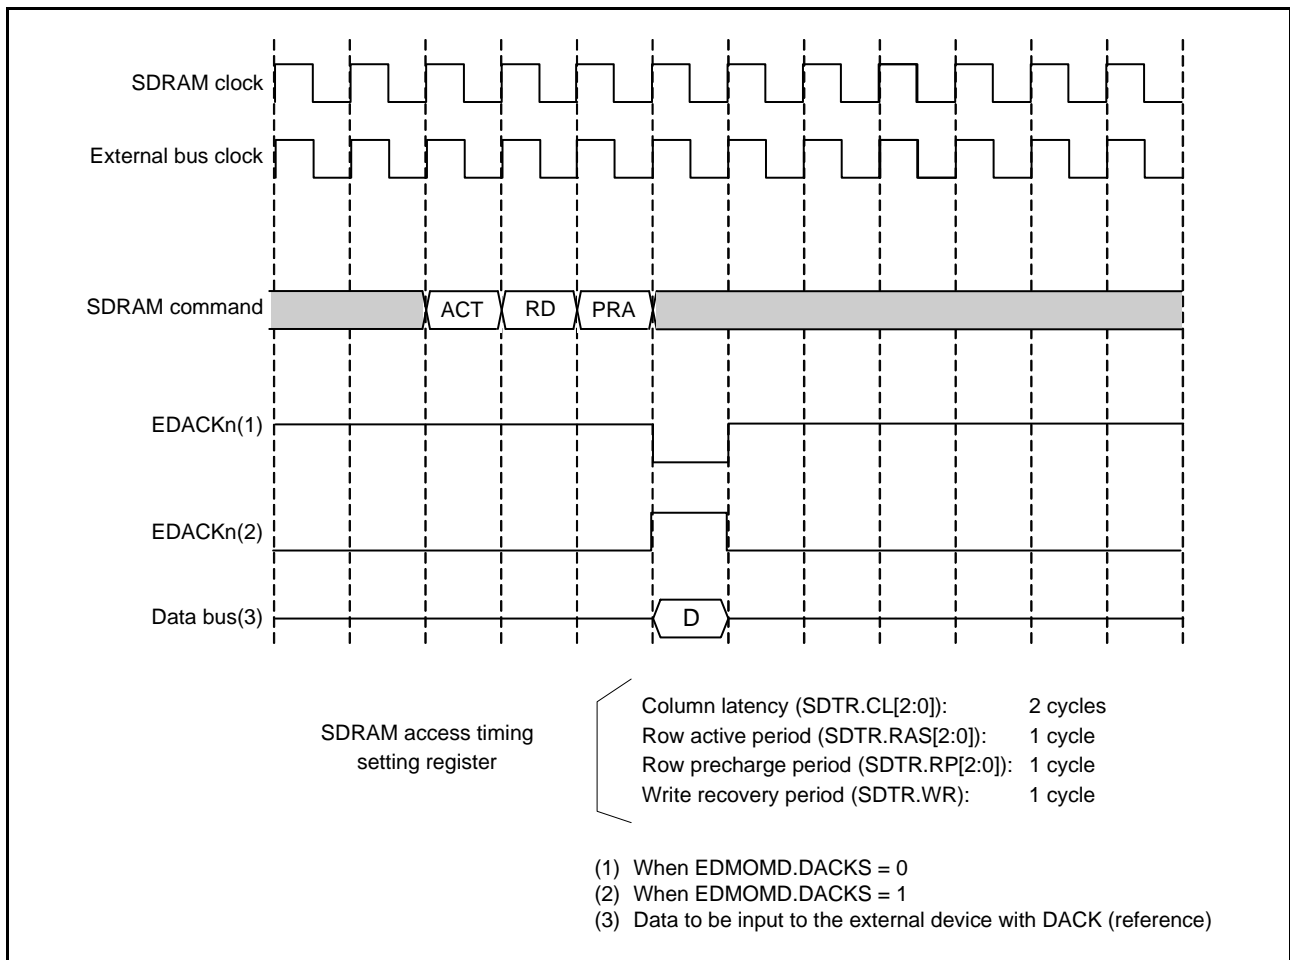 SDRAM clock
External bus clock
SDRAM command
ACT
RD
PRA
EDACKn(1)
EDACKn(2)
Data bus(3)
D
SDRAM access timing
setting register
Column latency (SDTR.CL[2:0]): 2 cycles
Row active period (SDTR.RAS[2:0]): 1 cycle
Row precharge period (SDTR.RP[2:0]): 1 cycle
Write recovery period (SDTR.WR): 1 cycle
(1) When EDMOMD.DACKS = 0
(2) When EDMOMD.DACKS = 1
(3) Data to be input to the external device with DACK (reference)